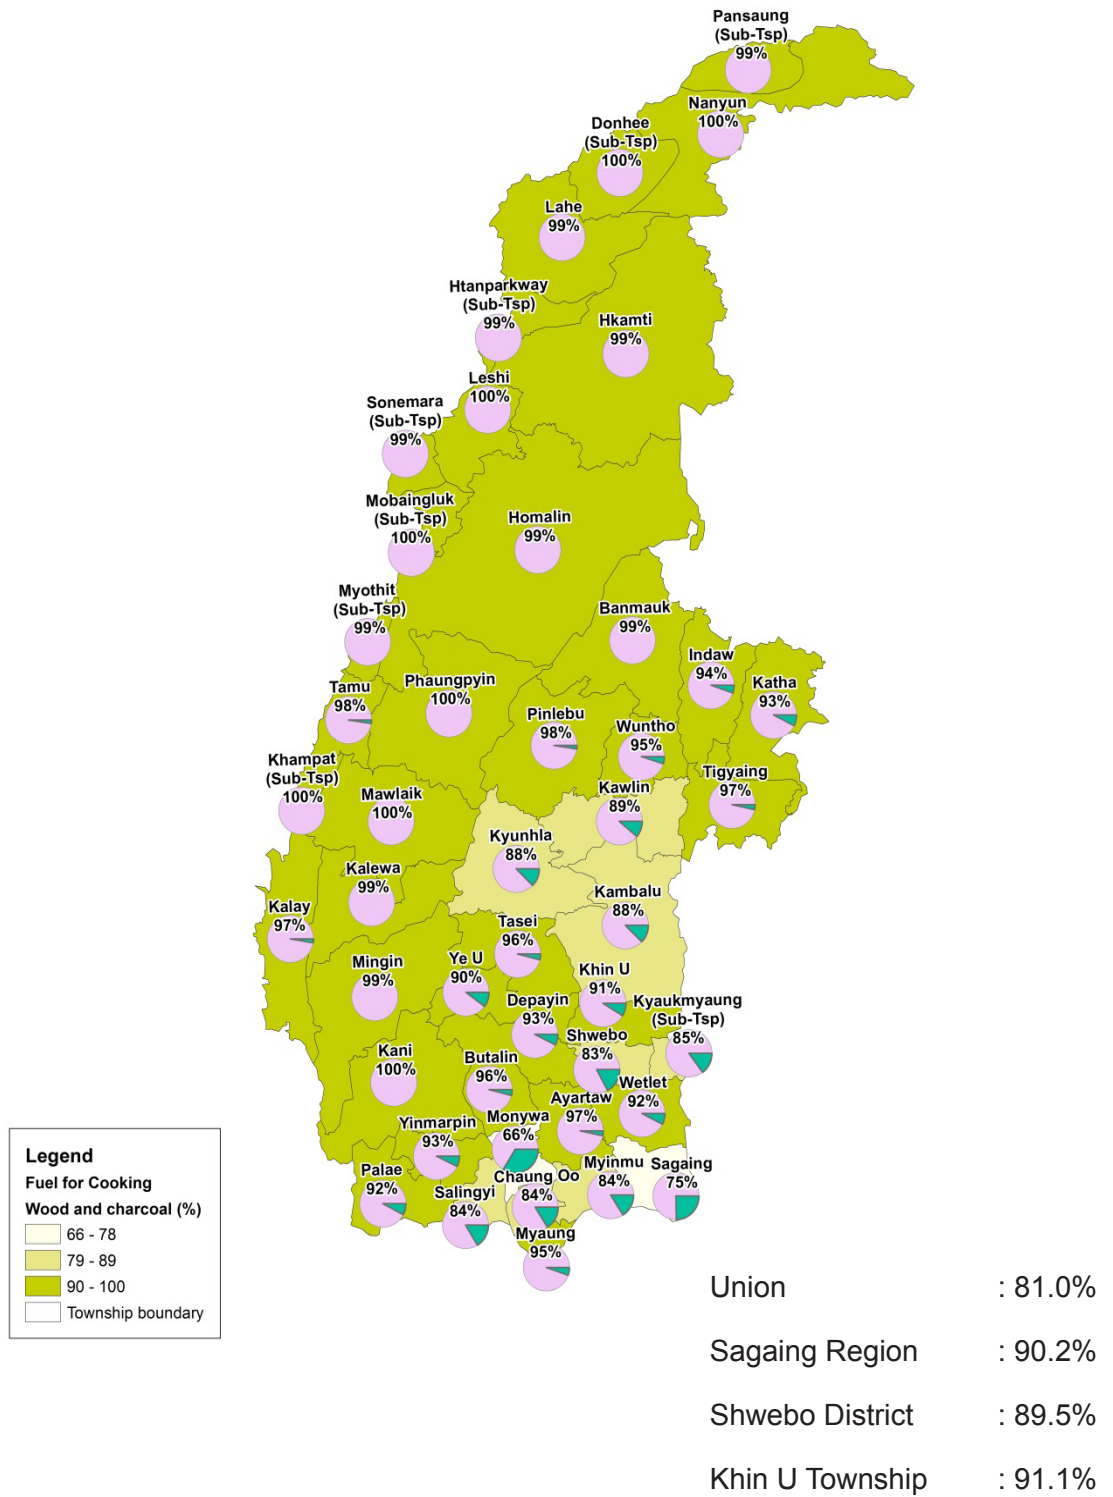 Pansaung
(Sub-Tsp)
99%
Nanyun
100%
Donhee
(Sub-Tsp)
100%
Lahe
99%
Htanparkway
(Sub-Tsp)
99%
Hkamti
99%
Leshi
100%
Sonemara
(Sub-Tsp)
99%
Mobaingluk
(Sub-Tsp)
100%
Homalin
99%
Myothit
(Sub-Tsp)
99%
Banmauk
99%
Indaw
94%
Katha
93%
Tamu
98%
Phaungpyin
100%
Pinlebu
98%
Wuntho
95%
Tigyaing
97%
Khampat
(Sub-Tsp)
100%
Mawlaik
100%
Kawlin
89%
Kyunhla
88%
Kalewa
99%
Kambalu
88%
Kalay
97%
Tasei
96%
Mingin
99%
Ye U
90%
Khin U
91%
Depayin
93%
Kyaukmyaung
(Sub-Tsp)
85%
Shwebo
83%
Kani
100%
Butalin
96%
Wetlet
92%
Ayartaw
97%
Monywa
66%
Yinmarpin
93%
Palae
92%
Salingyi
84%
Chaung Oo
84%
Myinmu
84%
Sagaing
75%
Myaung
95%
Legend
Fuel for Cooking
Wood and charcoal (%)
66 - 78
79 - 89
90 - 100
Township boundary
Union : 81.0%
Sagaing Region : 90.2%
Shwebo District : 89.5%
Khin U Township : 91.1%